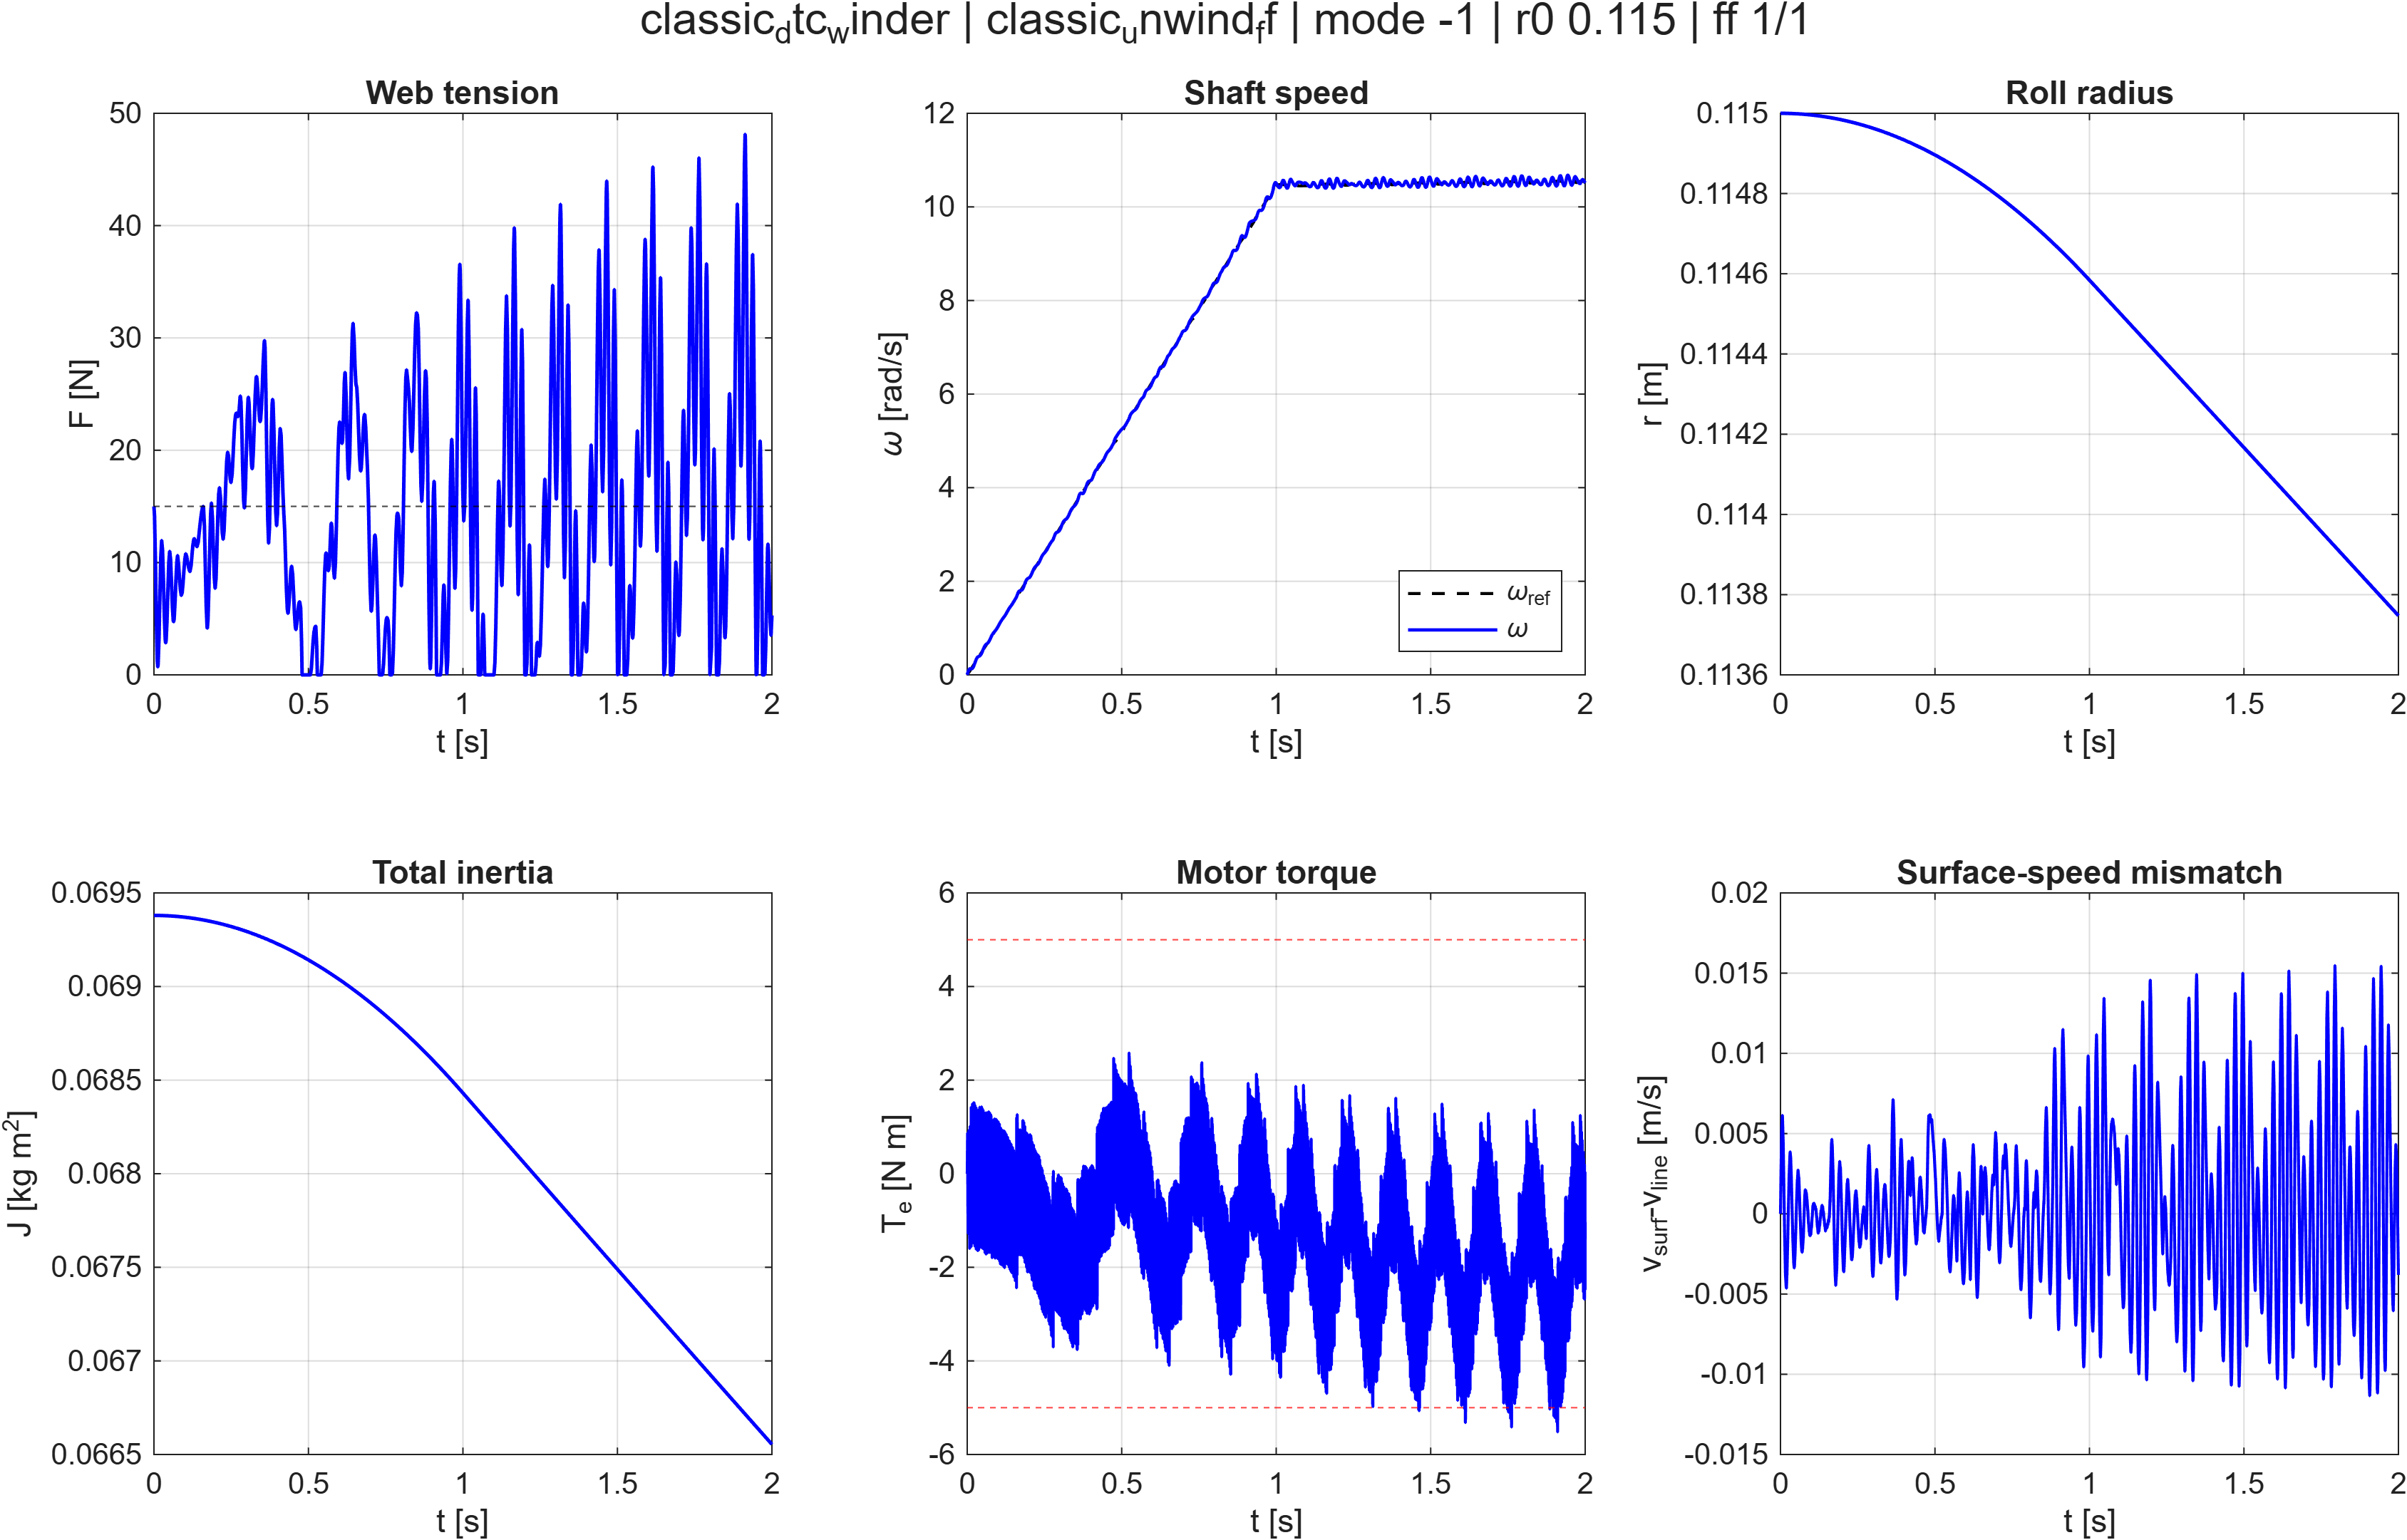 classic_dtc_winder | classic_unwind_ff | mode -1 | r0 0.115 | ff 1/1
Web tension
50
40
30
20
10
0
F [N]
0 0.5 1 1.5 2
t [s]
Shaft speed
12
10
8
6
4
2
0
ω [rad/s]
ω_ref
ω
0 0.5 1 1.5 2
t [s]
Roll radius
0.115
0.1148
0.1146
0.1144
0.1142
0.114
0.1138
0.1136
r [m]
0 0.5 1 1.5 2
t [s]
Total inertia
0.0695
0.069
0.0685
0.068
0.0675
0.067
0.0665
J [kg m²]
0 0.5 1 1.5 2
t [s]
Motor torque
6
4
2
0
-2
-4
-6
T_e [N m]
0 0.5 1 1.5 2
t [s]
Surface-speed mismatch
0.02
0.015
0.01
0.005
0
-0.005
-0.01
-0.015
v_surf-v_line [m/s]
0 0.5 1 1.5 2
t [s]